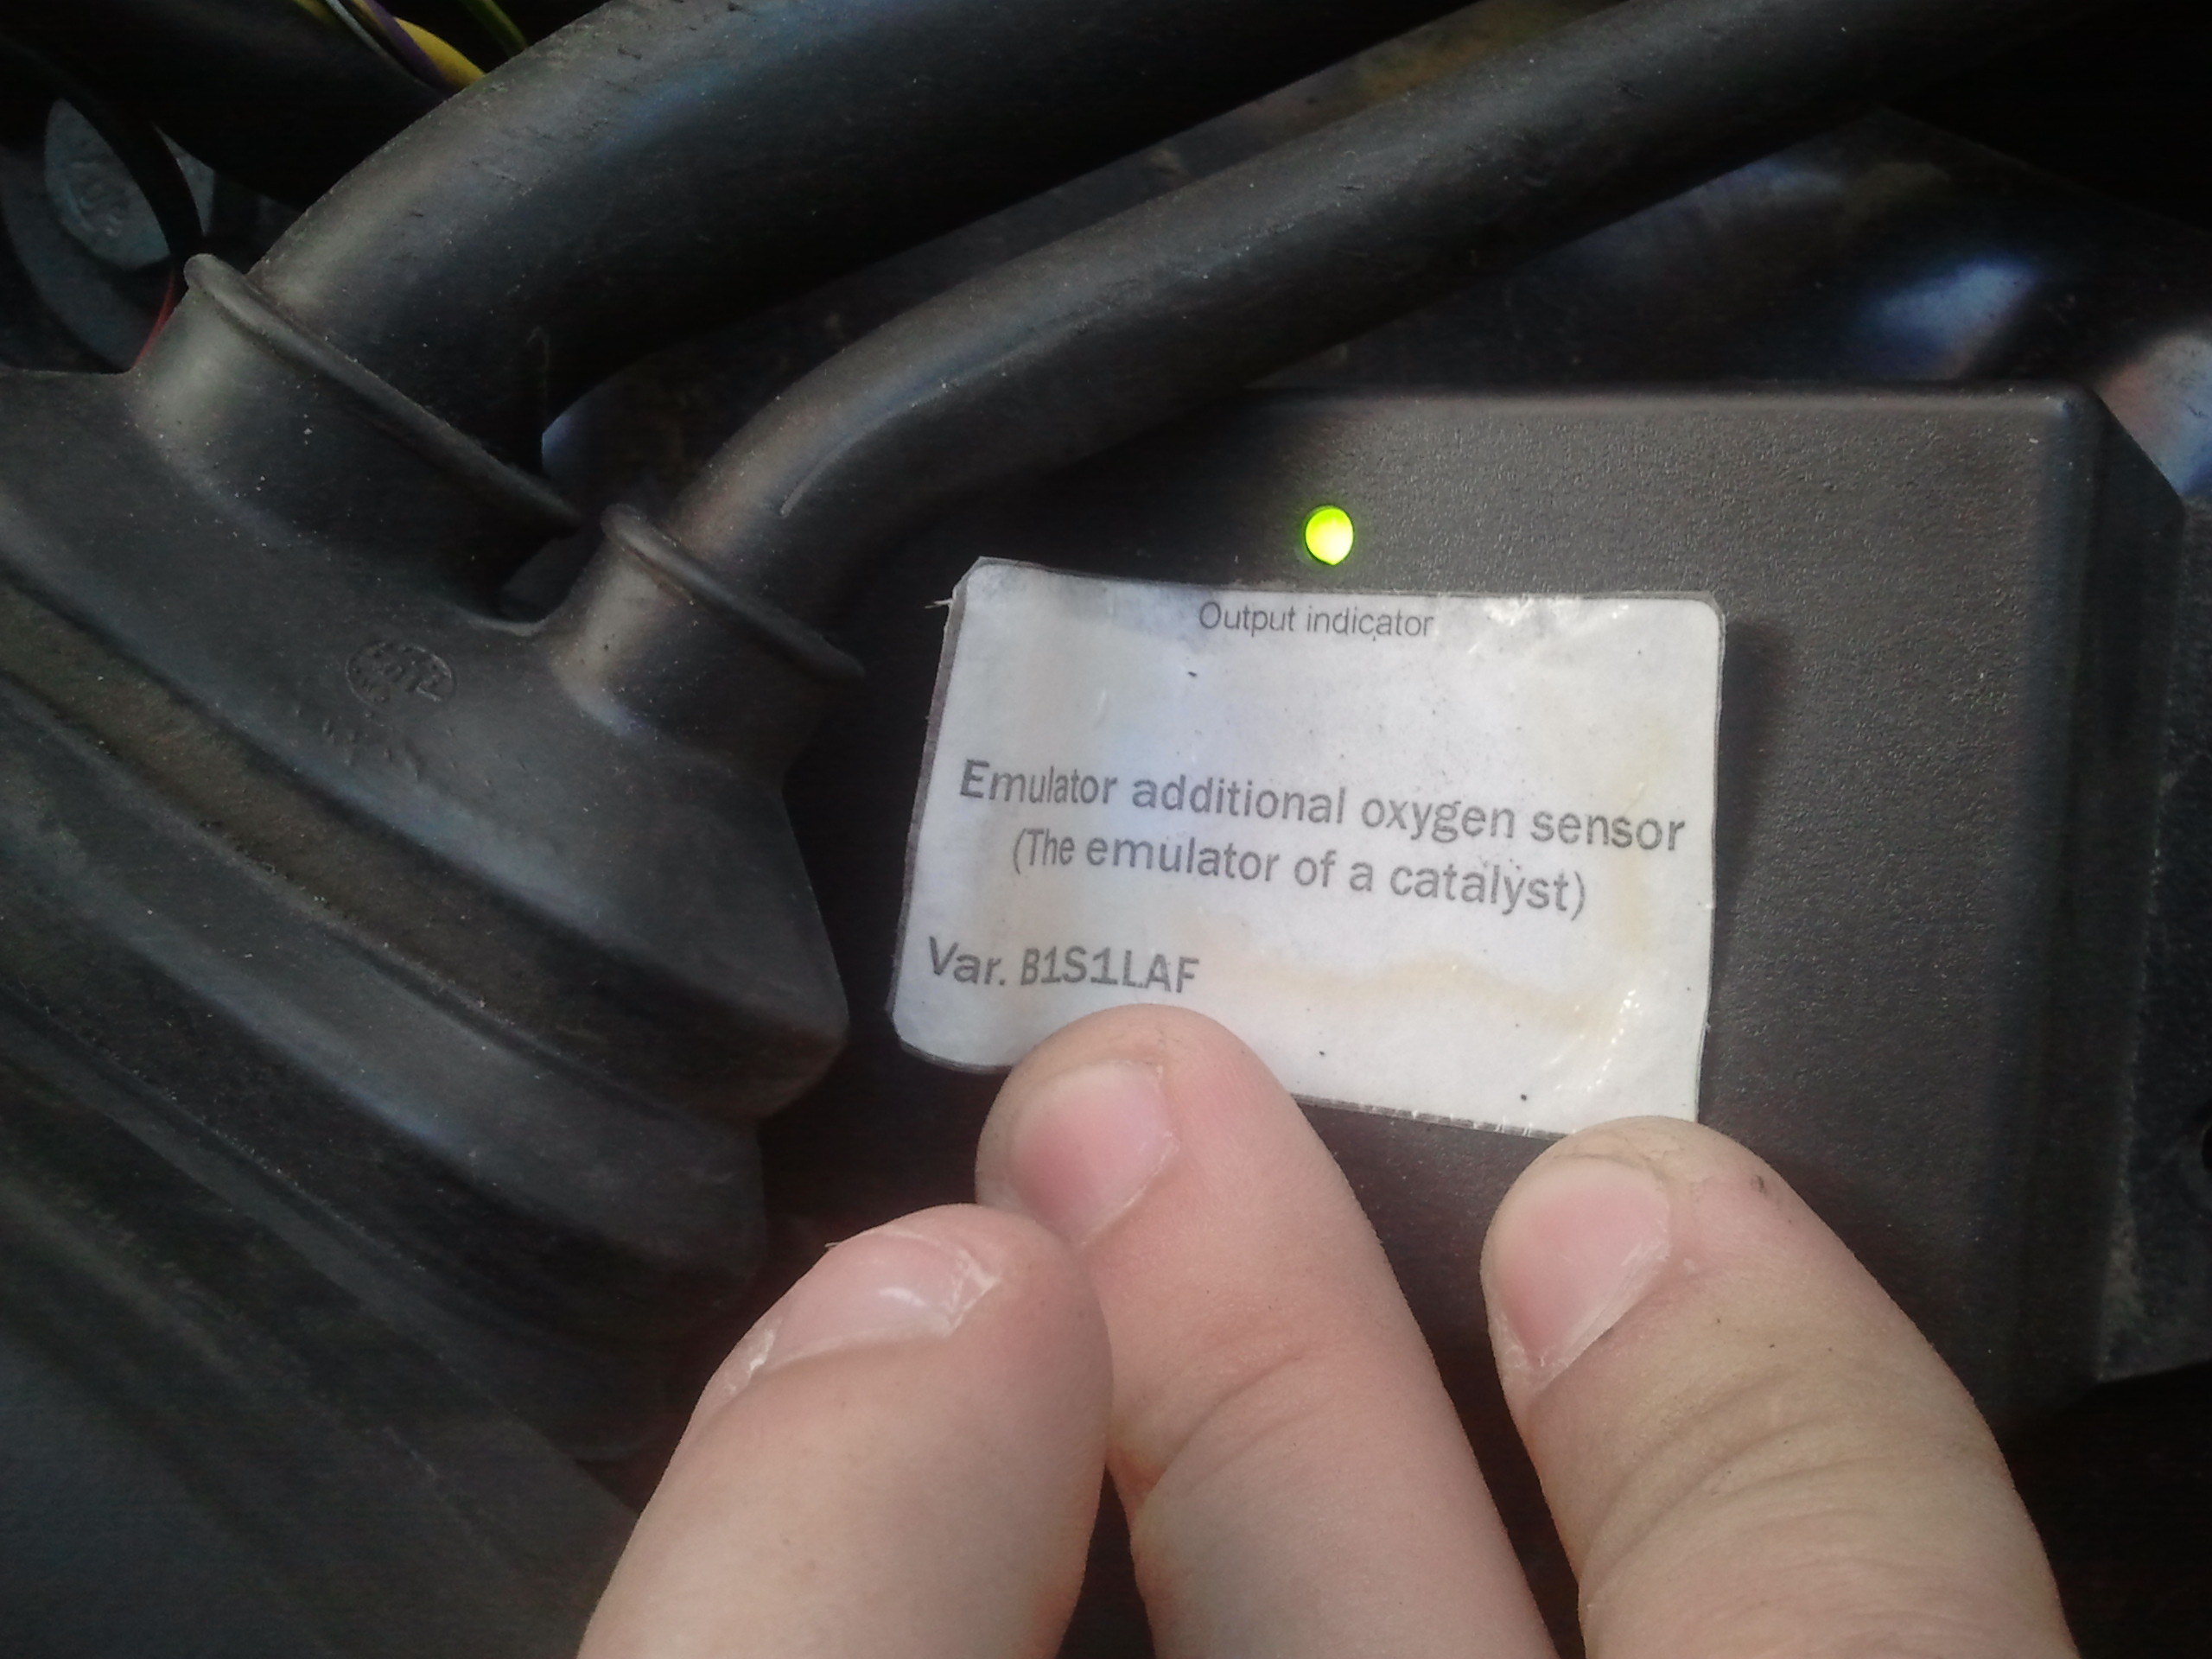 Output indicator
Emulator additional oxygen sensor
(The emulator of a catalyst)
Var. B1S1LAF